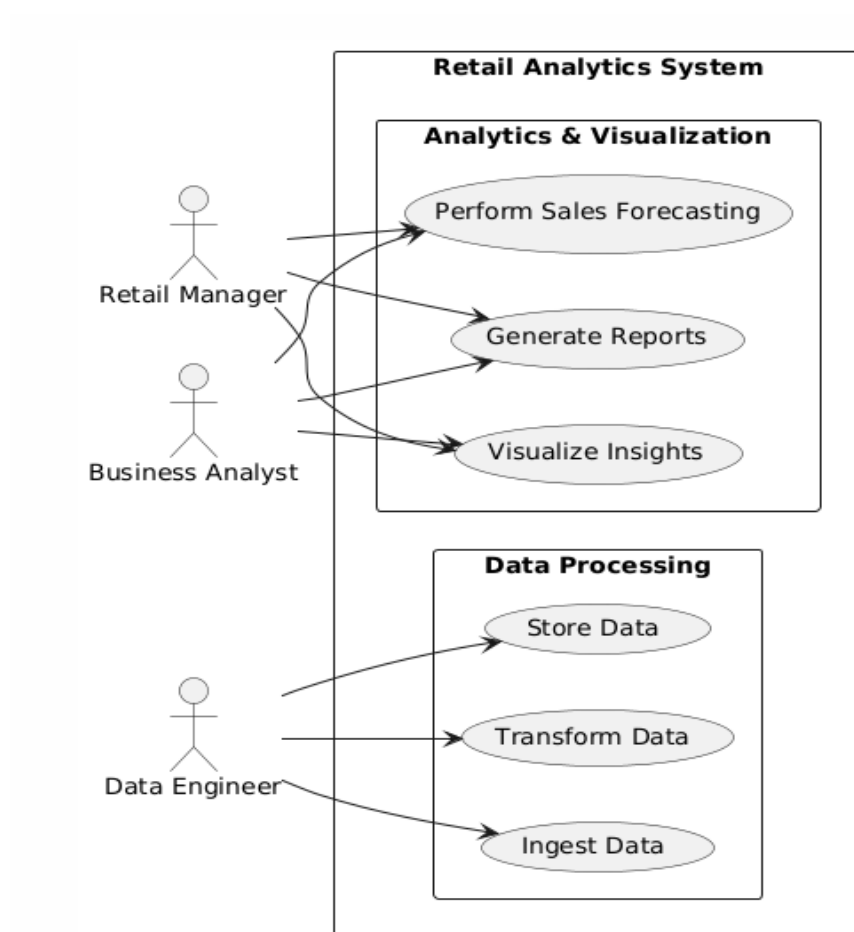 Retail Analytics System
Analytics & Visualization
Perform Sales Forecasting
Retail Manager
Generate Reports
Visualize Insights
Business Analyst
Data Processing
Store Data
Transform Data
Data Engineer
Ingest Data